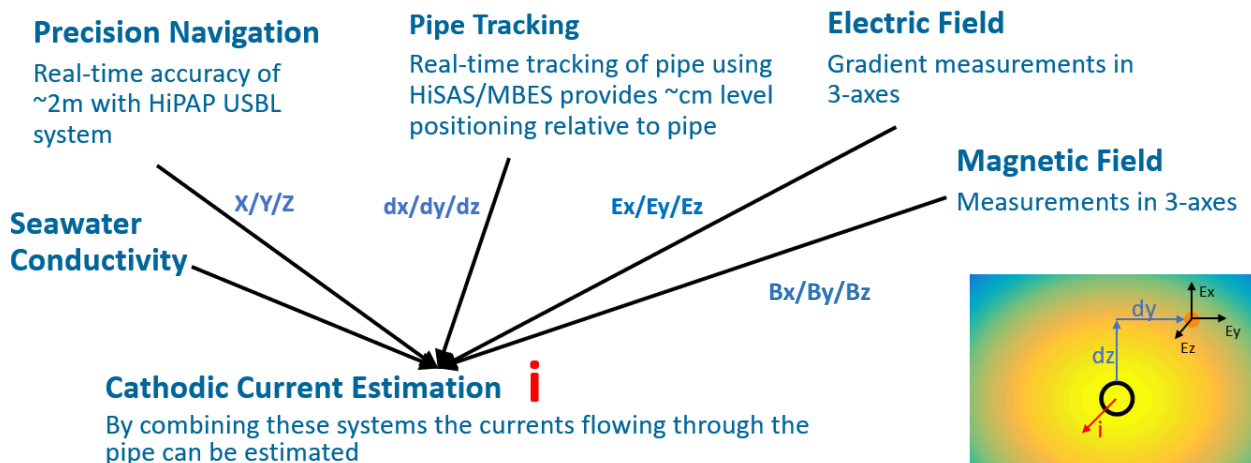 Precision Navigation
Real-time accuracy of
~2m with HiPAP USBL
system
Pipe Tracking
Real-time tracking of pipe using
HiSAS/MBES provides ~cm level
positioning relative to pipe
Electric Field
Gradient measurements in
3-axes
Magnetic Field
Measurements in 3-axes
Seawater
Conductivity
X/Y/Z
dx/dy/dz
Ex/Ey/Ez
Bx/By/Bz
Cathodic Current Estimation i
By combining these systems the currents flowing through the
pipe can be estimated
Ex
dy
Ey
Ez
dz
i